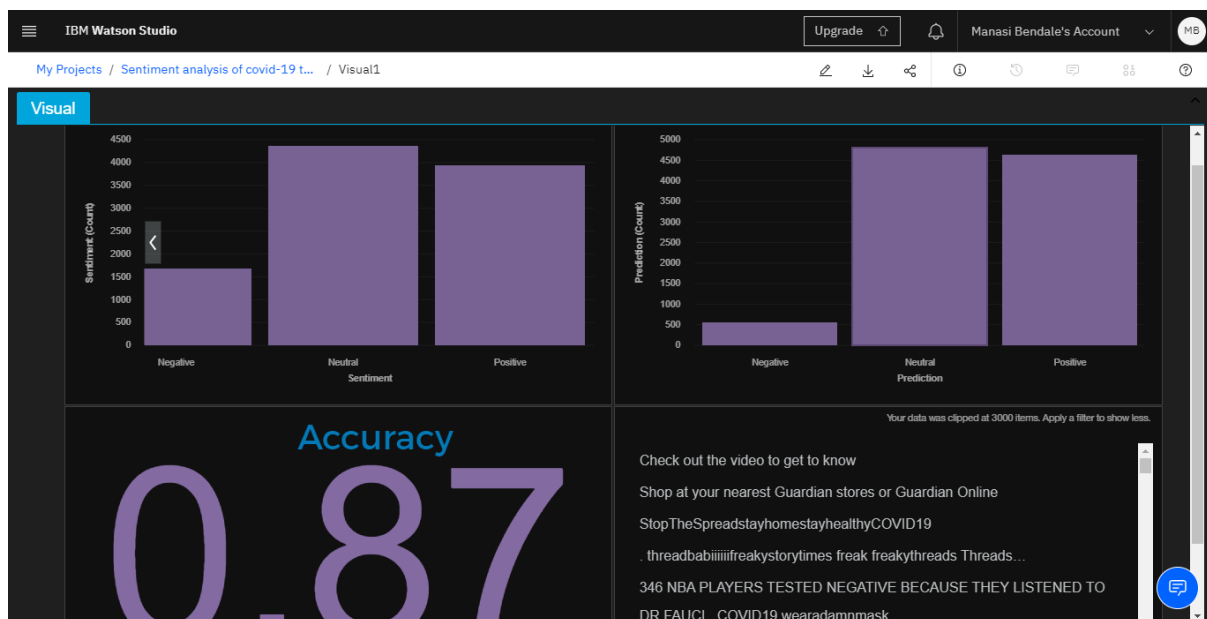 IBM Watson Studio
Upgrade
Manasi Bendale's Account
MB
My Projects / Sentiment analysis of covid-19 t... / Visual1
Visual
4500
4000
3500
3000
2500
2000
1500
1000
500
0
Sentiment (Count)
Negative
Neutral
Positive
Sentiment
5000
4500
4000
3500
3000
2500
2000
1500
1000
500
0
Prediction (Count)
Negative
Neutral
Positive
Prediction
Accuracy
0.87
Your data was clipped at 3000 items. Apply a filter to show less.
Check out the video to get to know
Shop at your nearest Guardian stores or Guardian Online
StopTheSpreadstayhomestayhealthyCOVID19
. threadbabiiiiiifreakystorytimes freak freakythreads Threads...
346 NBA PLAYERS TESTED NEGATIVE BECAUSE THEY LISTENED TO
DR FAUCI. COVID19 wearadamnmask